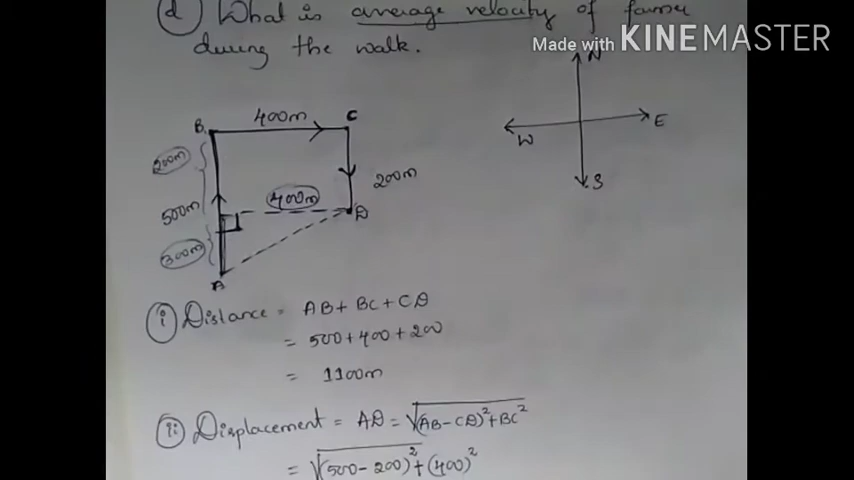 d) What is average velocity of farmer
during the walk.
Made with KINEMASTER
N
W
E
S
B
400m
C
200m
500m
400m
200m
D
300m
A
i) Distance = AB + BC + CD
= 500 + 400 + 200
= 1100m
ii) Displacement = AD = √(AB - CD)² + BC²
= √(500 - 200)² + (400)²